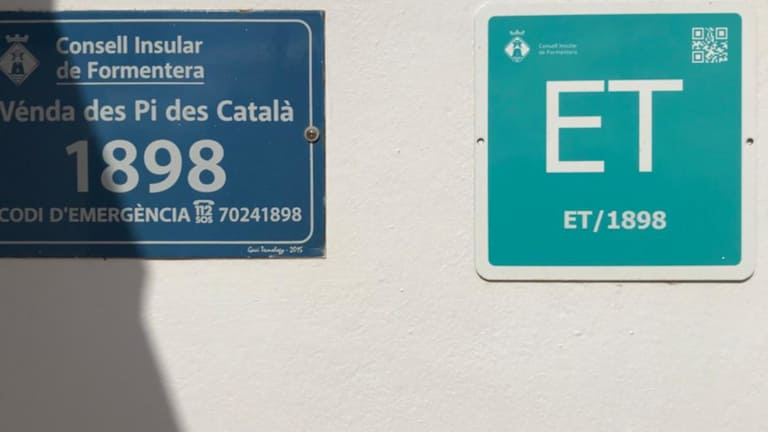 Consell Insular
de Formentera
Vénda des Pi des Català
1898
CODI D'EMERGÈNCIA 112 SOS 70241898
Consell Insular
de Formentera
ET
ET/1898